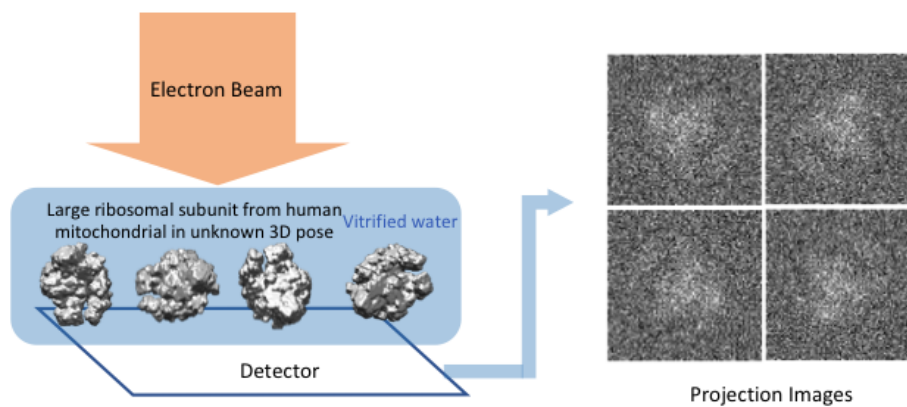 Electron Beam
Large ribosomal subunit from human
mitochondrial in unknown 3D pose
Vitrified water
Detector
Projection Images